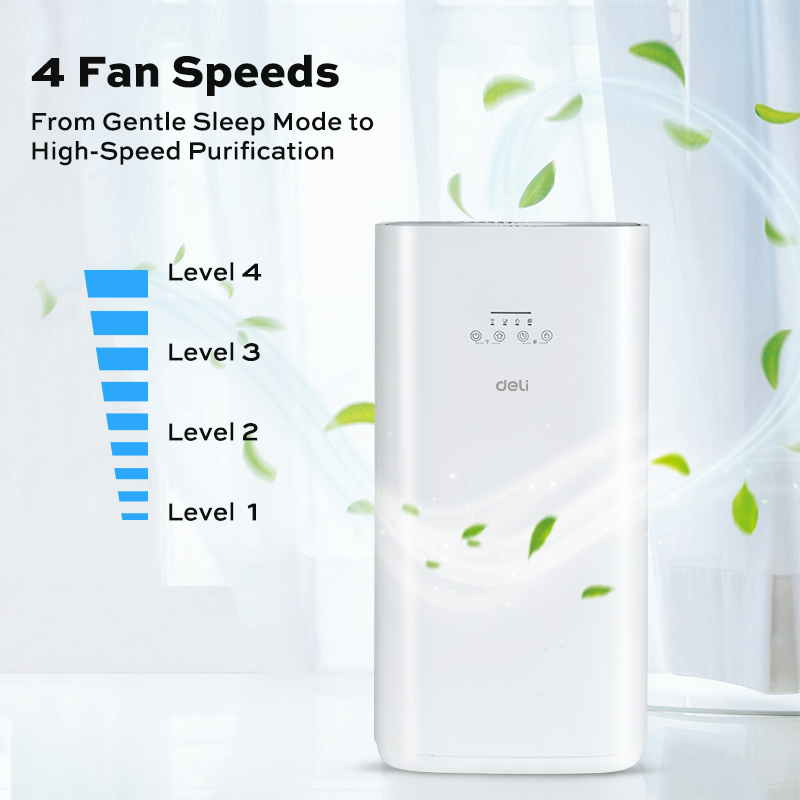 4 Fan Speeds
From Gentle Sleep Mode to
High-Speed Purification
Level 4
Level 3
Level 2
Level 1
deli